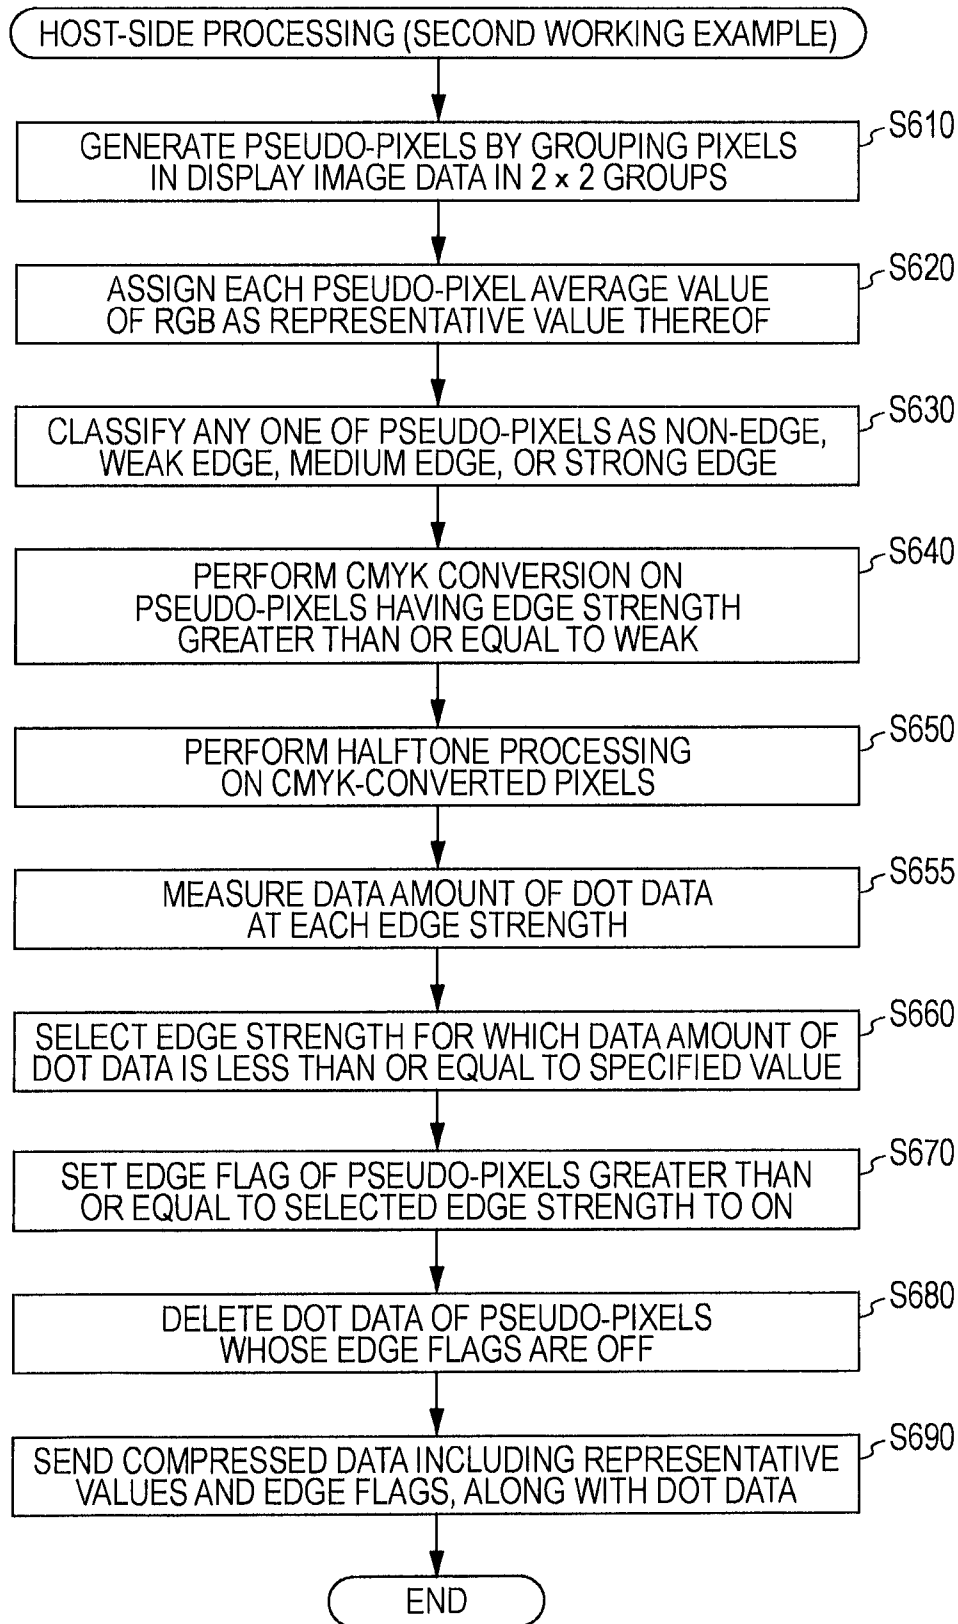 HOST-SIDE PROCESSING (SECOND WORKING EXAMPLE)
S610
GENERATE PSEUDO-PIXELS BY GROUPING PIXELS
IN DISPLAY IMAGE DATA IN 2 × 2 GROUPS
S620
ASSIGN EACH PSEUDO-PIXEL AVERAGE VALUE
OF RGB AS REPRESENTATIVE VALUE THEREOF
S630
CLASSIFY ANY ONE OF PSEUDO-PIXELS AS NON-EDGE,
WEAK EDGE, MEDIUM EDGE, OR STRONG EDGE
S640
PERFORM CMYK CONVERSION ON
PSEUDO-PIXELS HAVING EDGE STRENGTH
GREATER THAN OR EQUAL TO WEAK
S650
PERFORM HALFTONE PROCESSING
ON CMYK-CONVERTED PIXELS
S655
MEASURE DATA AMOUNT OF DOT DATA
AT EACH EDGE STRENGTH
S660
SELECT EDGE STRENGTH FOR WHICH DATA AMOUNT OF
DOT DATA IS LESS THAN OR EQUAL TO SPECIFIED VALUE
S670
SET EDGE FLAG OF PSEUDO-PIXELS GREATER THAN
OR EQUAL TO SELECTED EDGE STRENGTH TO ON
S680
DELETE DOT DATA OF PSEUDO-PIXELS
WHOSE EDGE FLAGS ARE OFF
S690
SEND COMPRESSED DATA INCLUDING REPRESENTATIVE
VALUES AND EDGE FLAGS, ALONG WITH DOT DATA
END